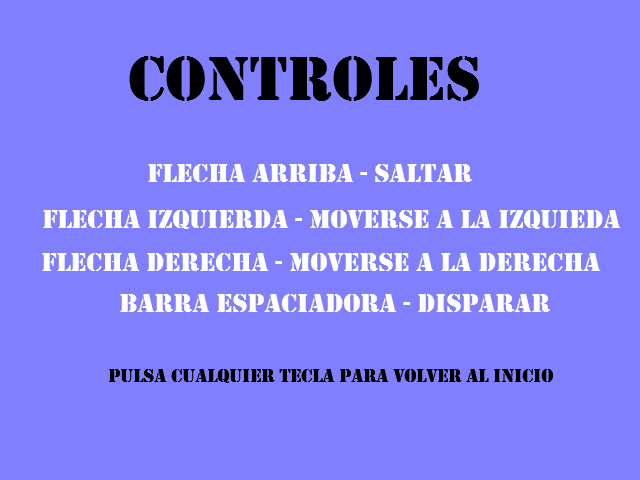 CONTROLES
FLECHA ARRIBA - SALTAR
FLECHA IZQUIERDA - MOVERSE A LA IZQUIEDA
FLECHA DERECHA - MOVERSE A LA DERECHA
BARRA ESPACIADORA - DISPARAR
PULSA CUALQUIER TECLA PARA VOLVER AL INICIO